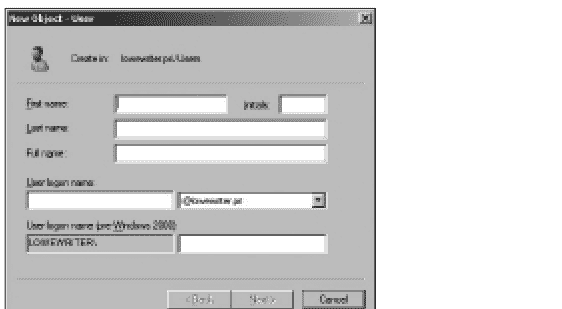 New Object - User
Create in: lowewriter.pri/Users
First name:
Initials:
Last name:
Full name:
User logon name:
@lowewriter.pri
User logon name (pre-Windows 2000):
LOWEWRITER\
< Back Next > Cancel